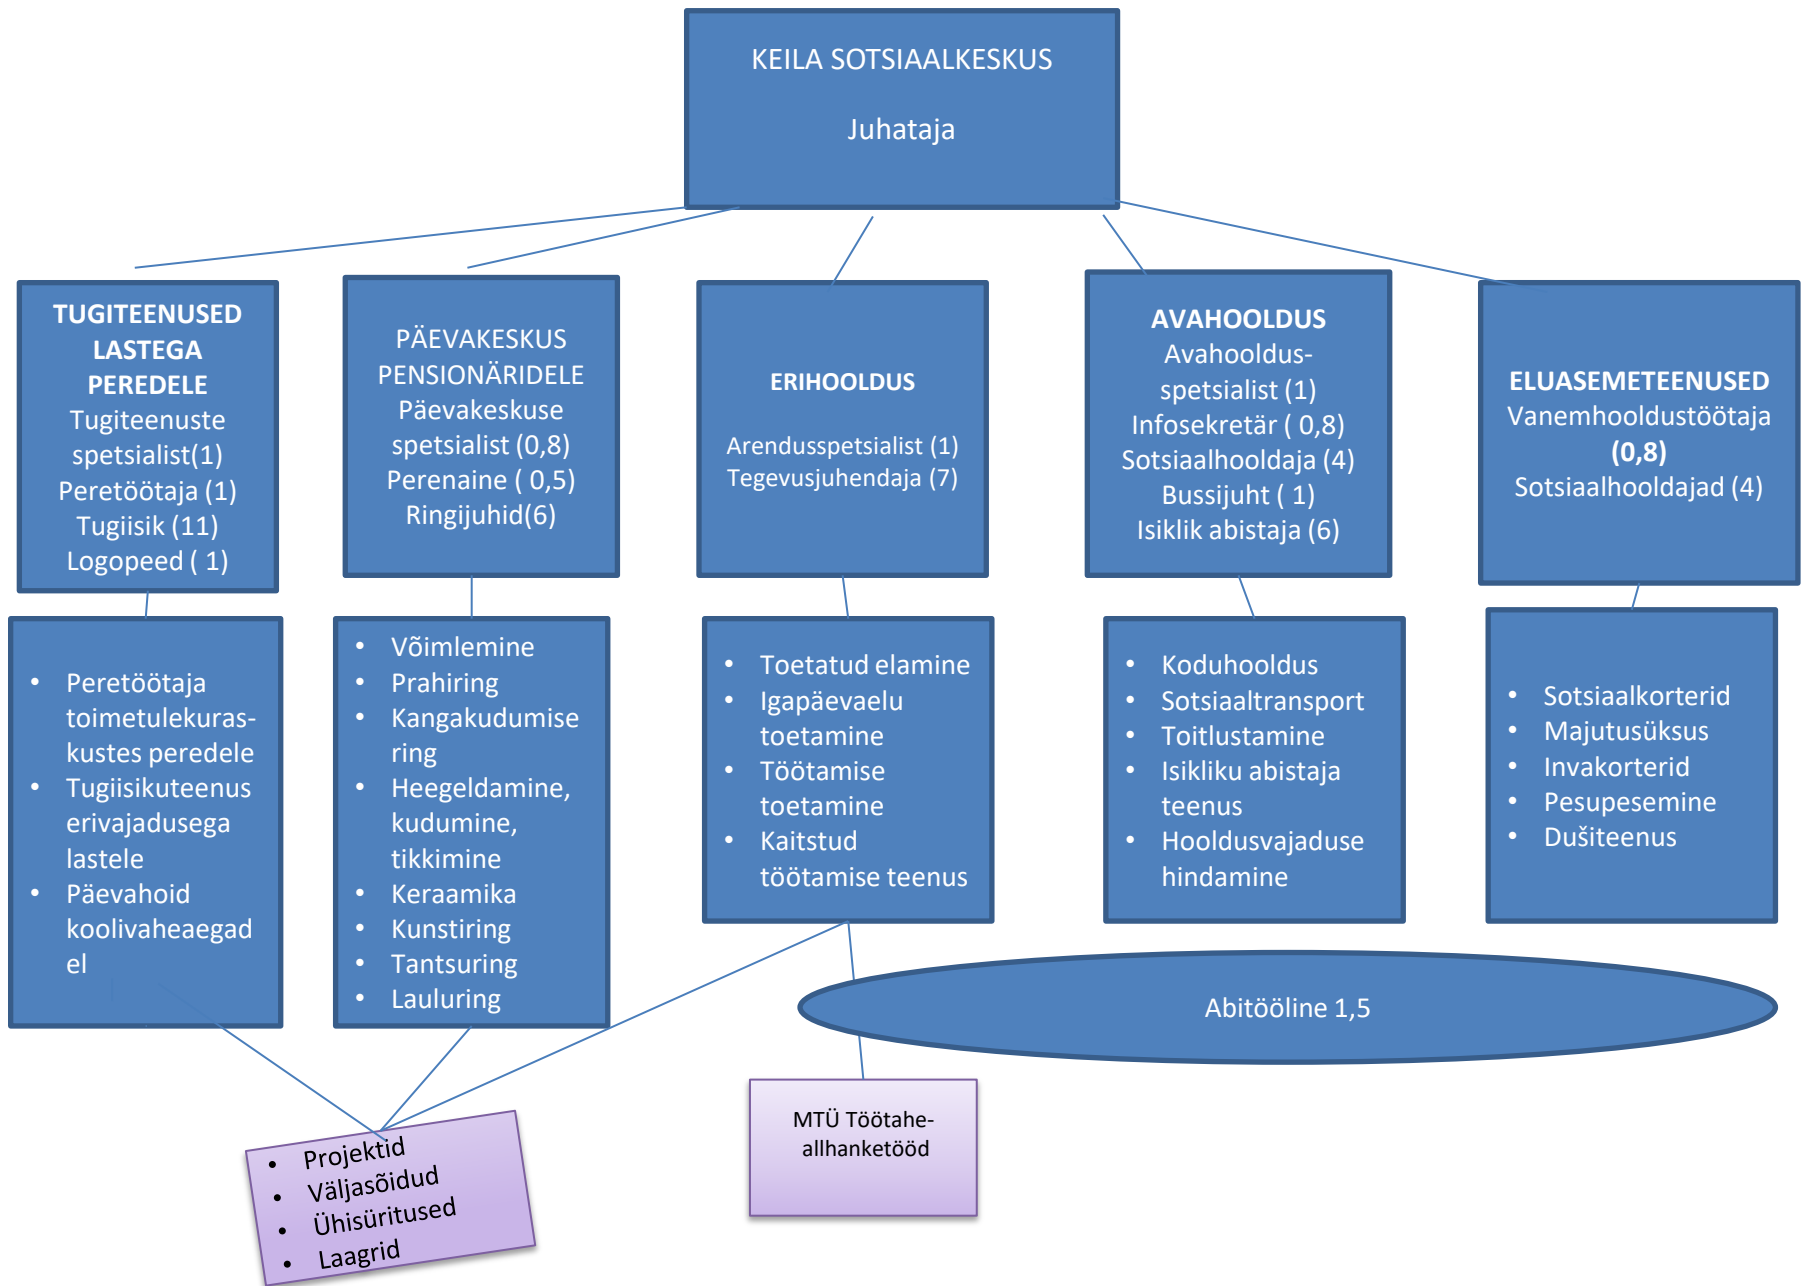 KEILA SOTSIAALKESKUS
Juhataja
TUGITEENUSED
LASTEGA
PEREDELE
Tugiteenuste
spetsialist(1)
Peretöötaja (1)
Tugiisik (11)
Logopeed ( 1)
PÄEVAKESKUS
PENSIONÄRIDELE
Päevakeskuse
spetsialist (0,8)
Perenaine ( 0,5)
Ringijuhid(6)
ERIHOOLDUS
Arendusspetsialist (1)
Tegevusjuhendaja (7)
AVAHOOLDUS
Avahooldus-
spetsialist (1)
Infosekretär ( 0,8)
Sotsiaalhooldaja (4)
Bussijuht ( 1)
Isiklik abistaja (6)
ELUASEMETEENUSED
Vanemhooldustöötaja
(0,8)
Sotsiaalhooldajad (4)
• Peretöötaja
toimetulekuras-
kustes peredele
• Tugiisikuteenus
erivajadusega
lastele
• Päevahoid
koolivaheaegad
el
• Võimlemine
• Prahiring
• Kangakudumise
ring
• Heegeldamine,
kudumine,
tikkimine
• Keraamika
• Kunstiring
• Tantsuring
• Lauluring
• Toetatud elamine
• Igapäevaelu
toetamine
• Töötamise
toetamine
• Kaitstud
töötamise teenus
• Koduhooldus
• Sotsiaaltransport
• Toitlustamine
• Isikliku abistaja
teenus
• Hooldusvajaduse
hindamine
• Sotsiaalkorterid
• Majutusüksus
• Invakorterid
• Pesupesemine
• Dušiteenus
Abitööline 1,5
MTÜ Töötahe-
allhanketööd
• Projektid
• Väljasõidud
• Ühisüritused
• Laagrid